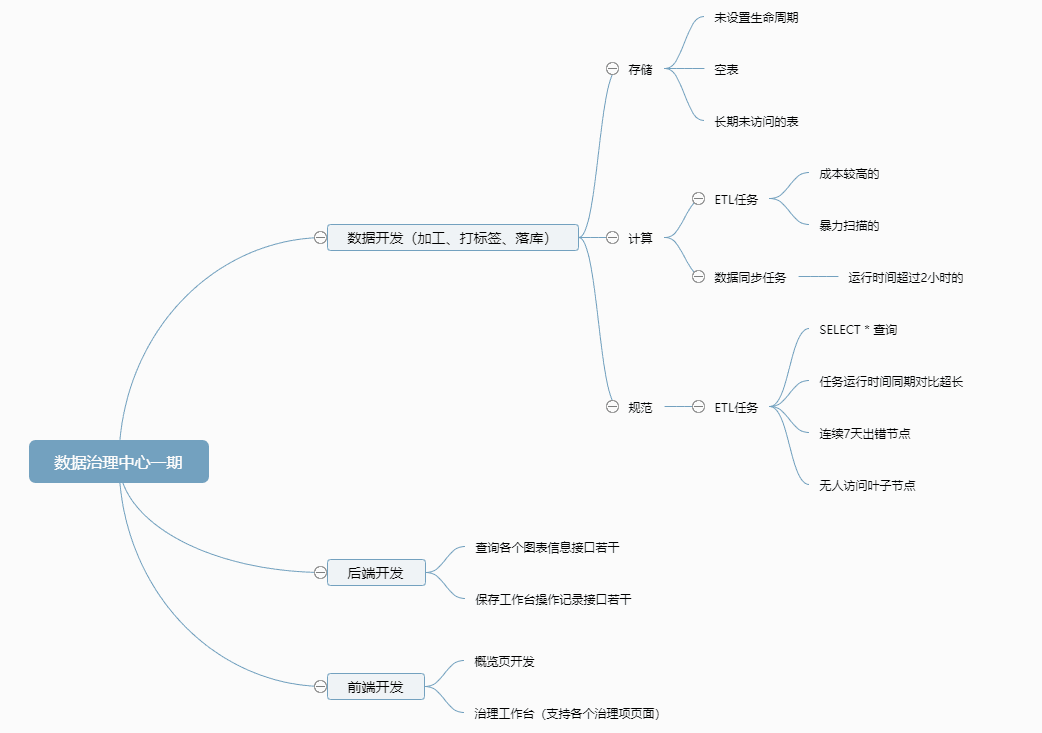 未设置生命周期
存储
空表
长期未访问的表
成本较高的
ETL任务
暴力扫描的
数据开发（加工、打标签、落库）
计算
数据同步任务
运行时间超过2小时的
SELECT * 查询
任务运行时间同期对比超长
规范
ETL任务
连续7天出错节点
数据治理中心一期
无人访问叶子节点
查询各个图表信息接口若干
后端开发
保存工作台操作记录接口若干
概览页开发
前端开发
治理工作台（支持各个治理项页面）